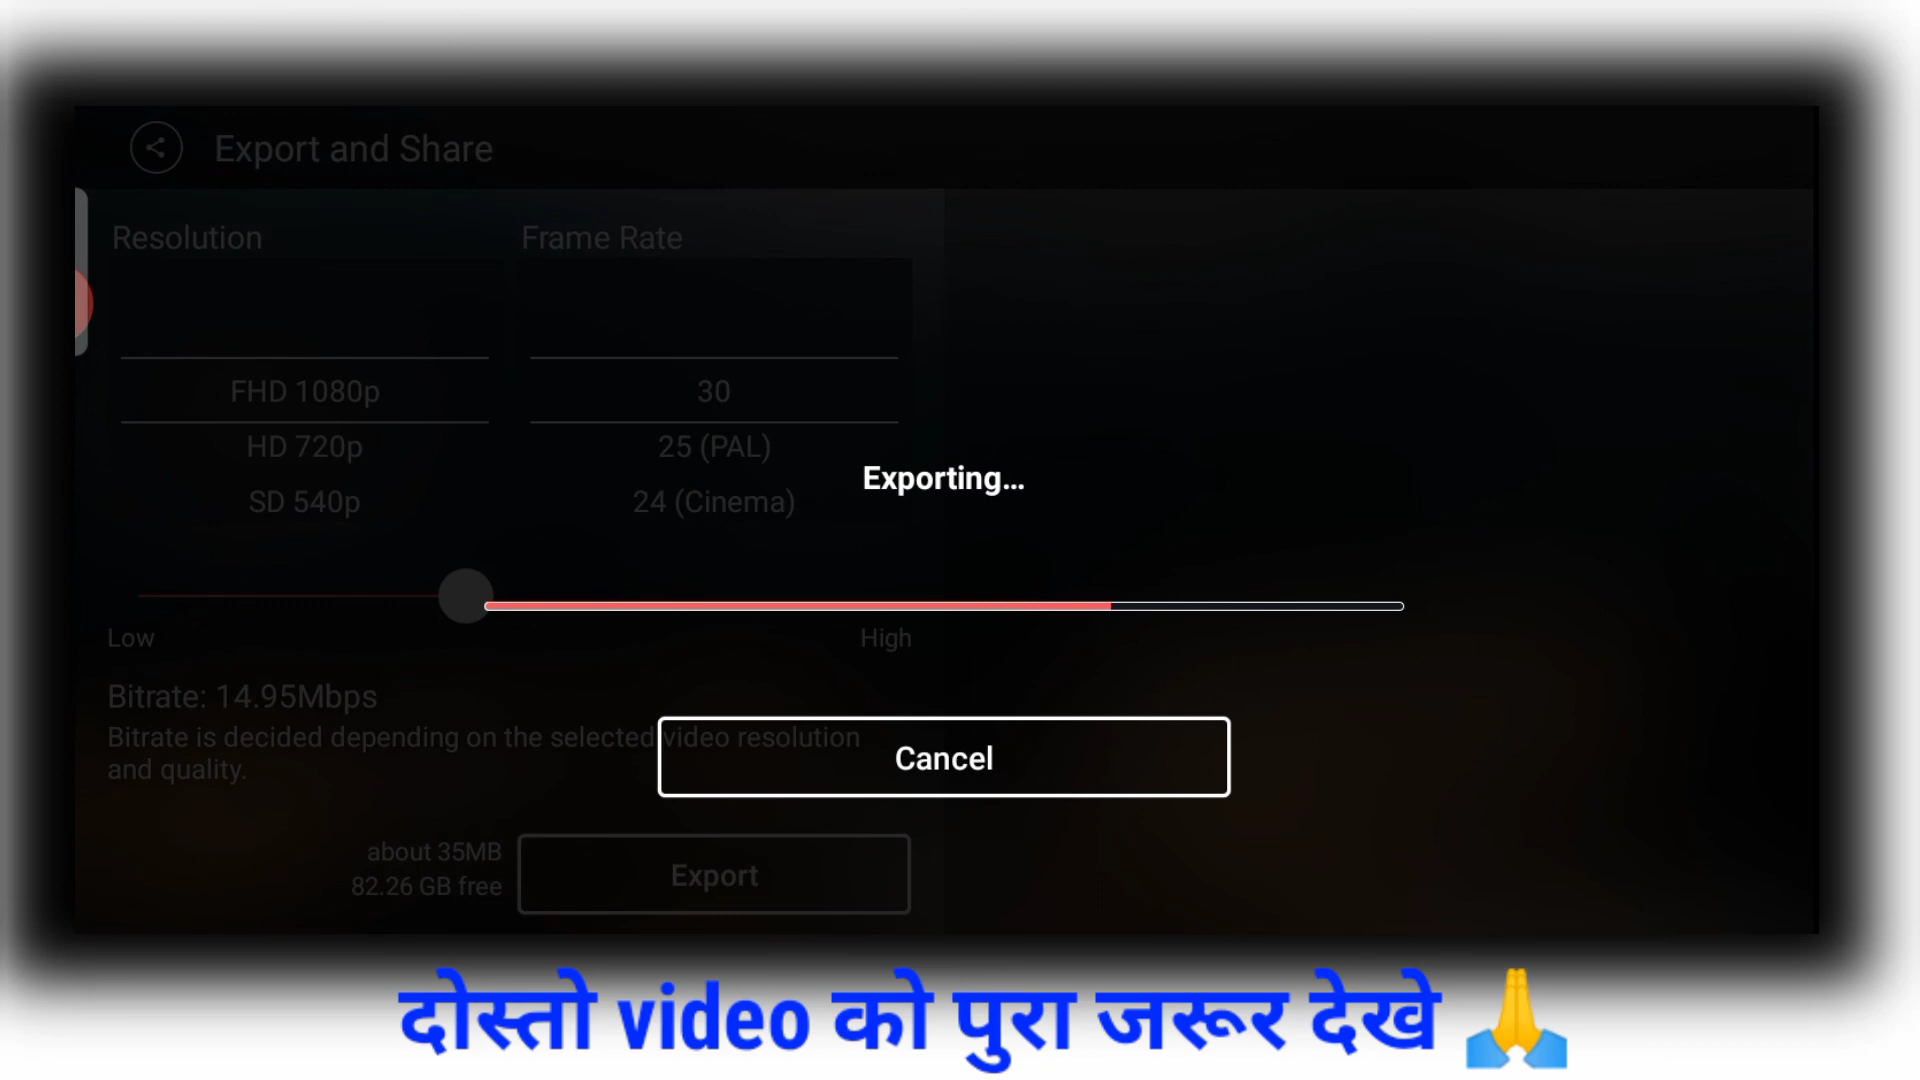 Export and Share
Resolution
Frame Rate
FHD 1080p
30
HD 720p
25 (PAL)
SD 540p
24 (Cinema)
Exporting...
Low
High
Bitrate: 14.95Mbps
Bitrate is decided depending on the selected video resolution
and quality.
Cancel
about 35MB
82.26 GB free
Export
दोस्तो video को पुरा जरूर देखे 🙏